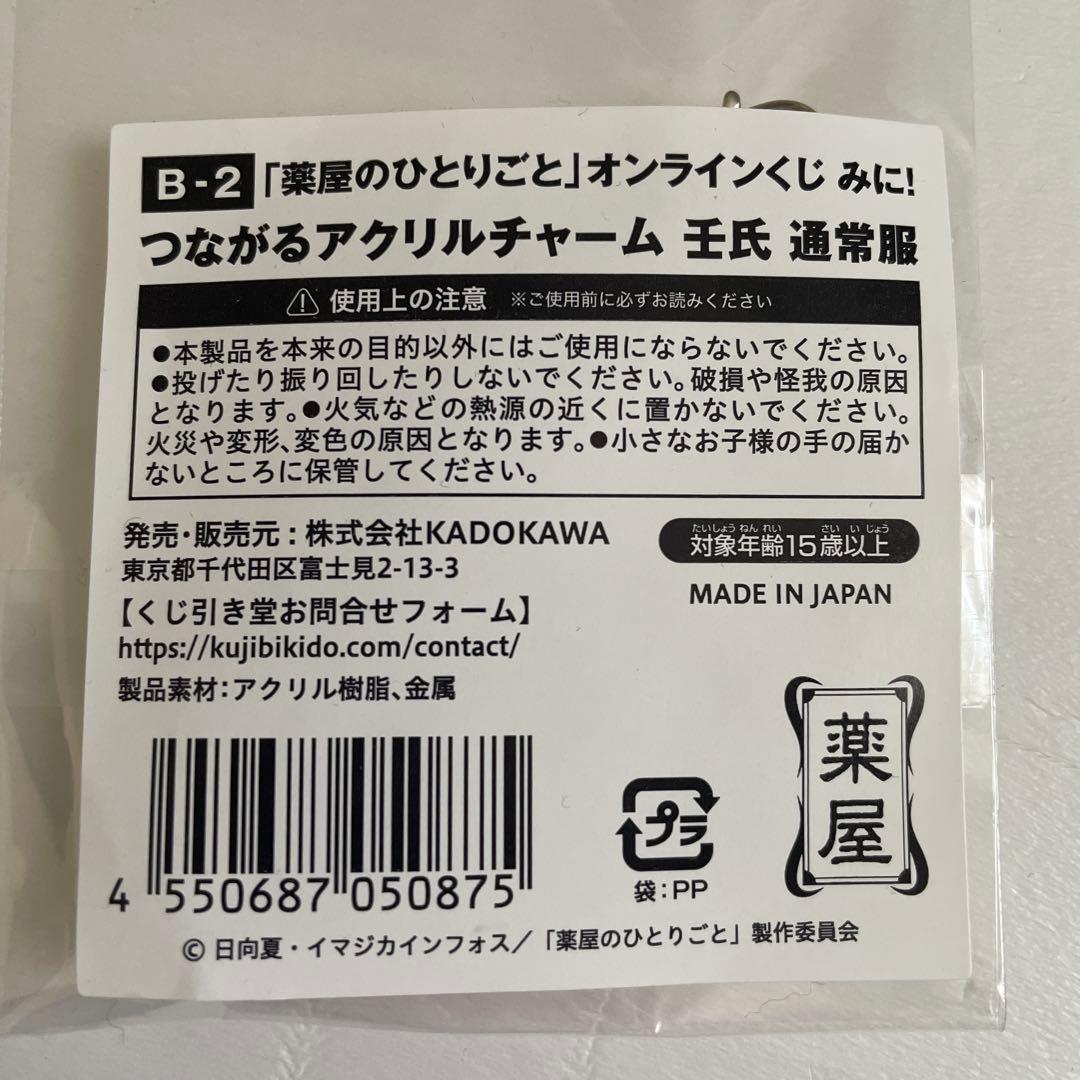 B-2 「薬屋のひとりごと」オンラインくじ みに!
つながるアクリルチャーム 壬氏 通常服
使用上の注意 ※ご使用前に必ずお読みください
●本製品を本来の目的以外にはご使用にならないでください。
●投げたり振り回したりしないでください。破損や怪我の原因
となります。●火気などの熱源の近くに置かないでください。
火災や変形、変色の原因となります。●小さなお子様の手の届か
ないところに保管してください。
発売・販売元:株式会社KADOKAWA
東京都千代田区富士見2-13-3
【くじ引き堂お問合せフォーム】
https://kujibikido.com/contact/
製品素材:アクリル樹脂、金属
たいしょうねんれい さいいじょう
対象年齢15歳以上
MADE IN JAPAN
薬屋
プラ
袋:PP
4 550687 050875
© 日向夏・イマジカインフォス/「薬屋のひとりごと」製作委員会